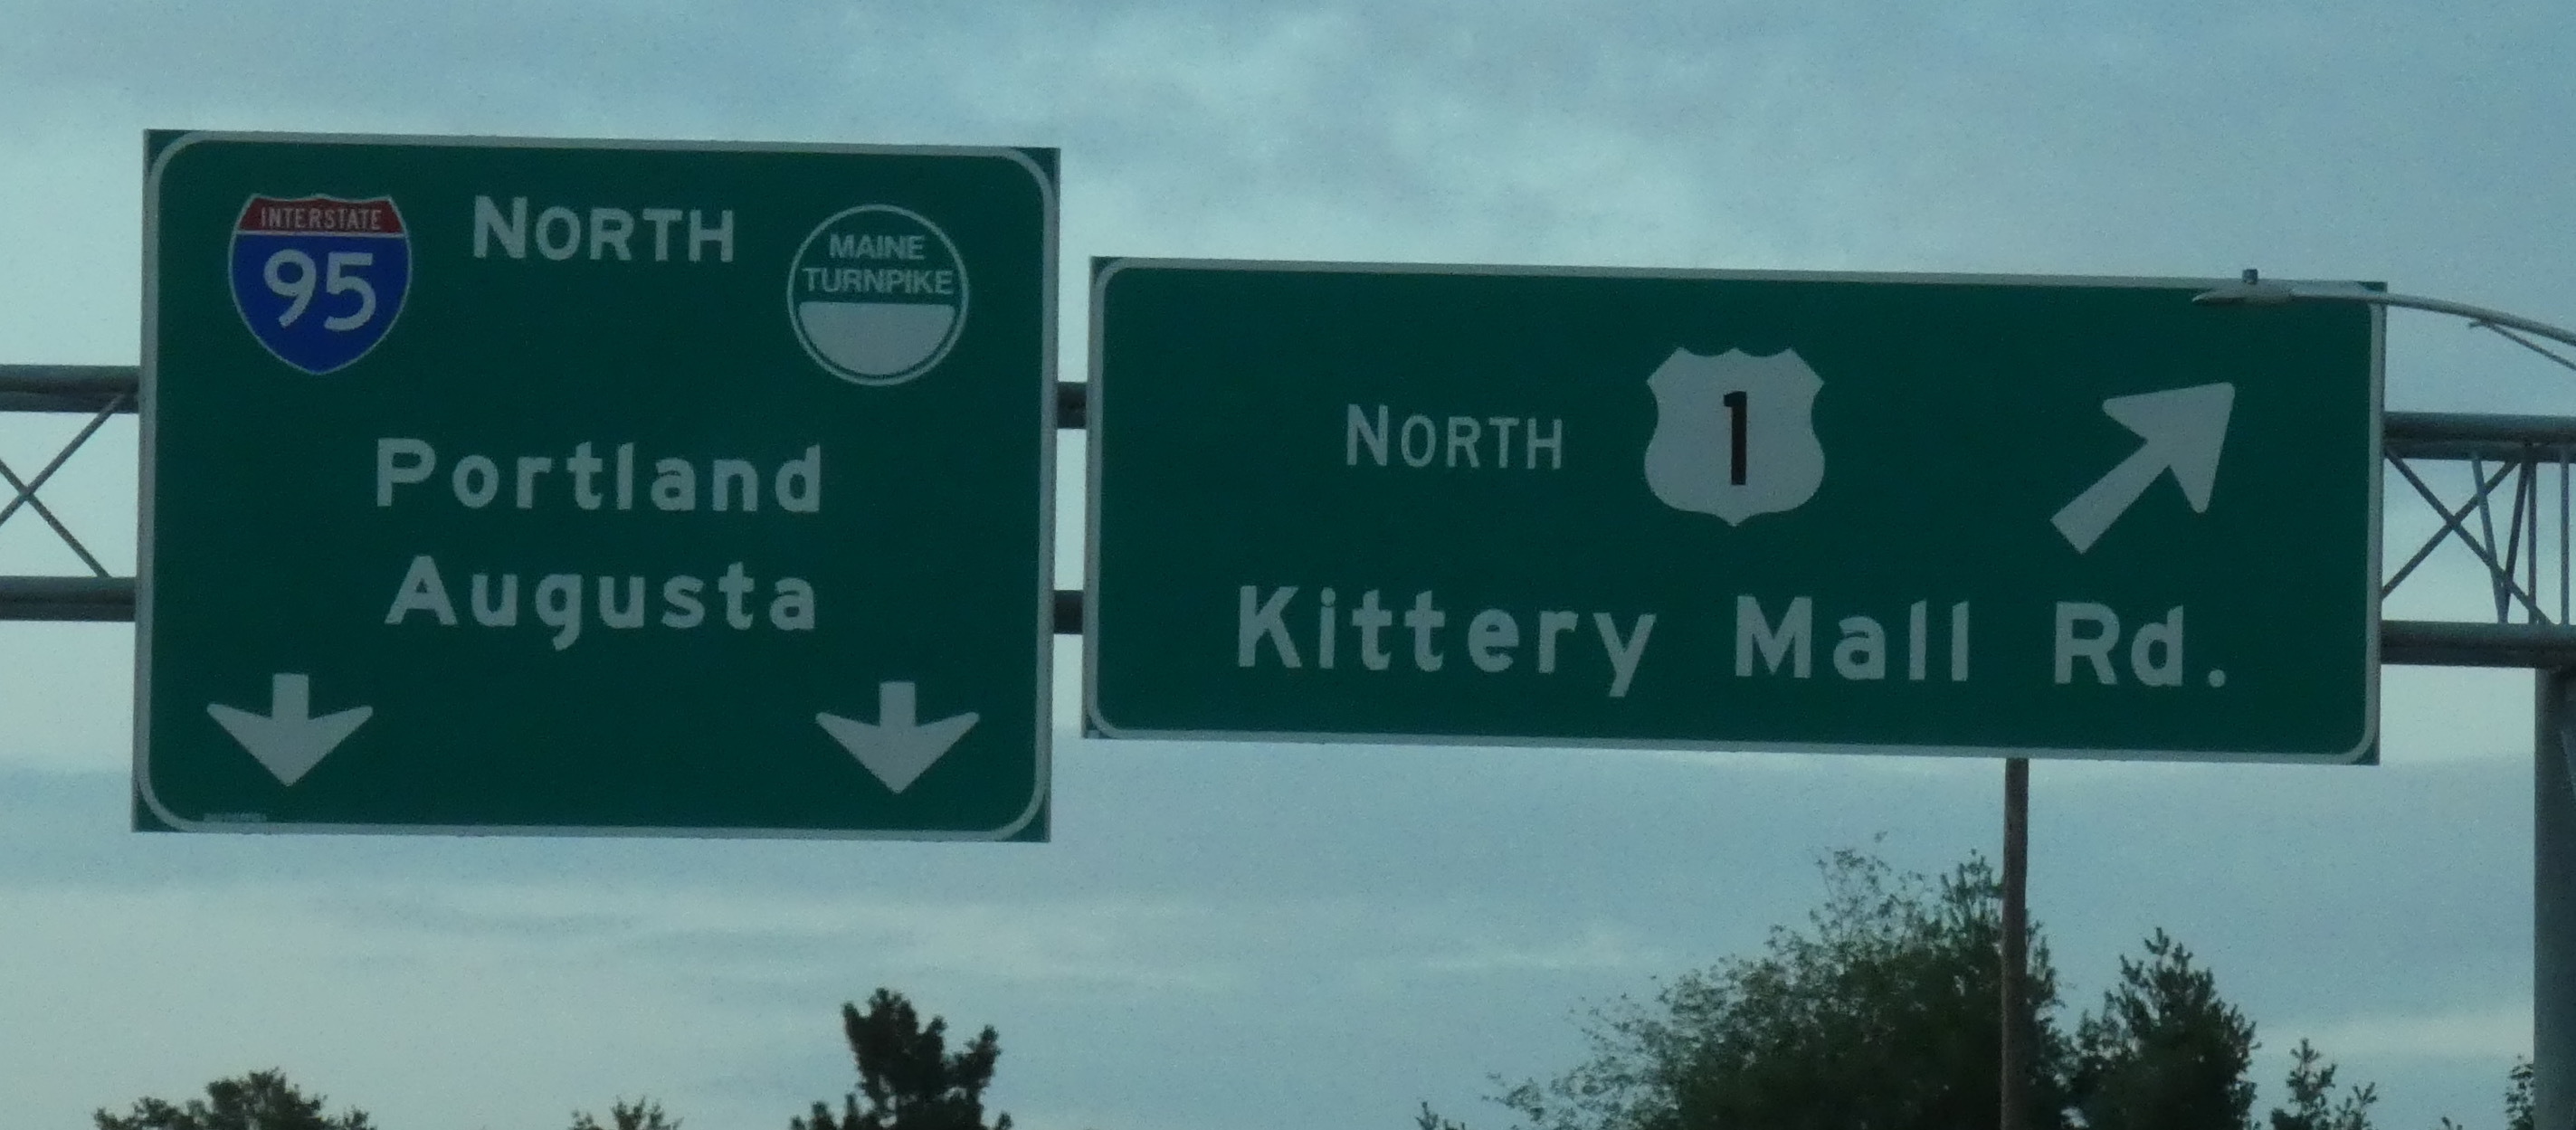 INTERSTATE
95
NORTH
MAINE
TURNPIKE
Portland
Augusta
NORTH
1
Kittery Mall Rd.